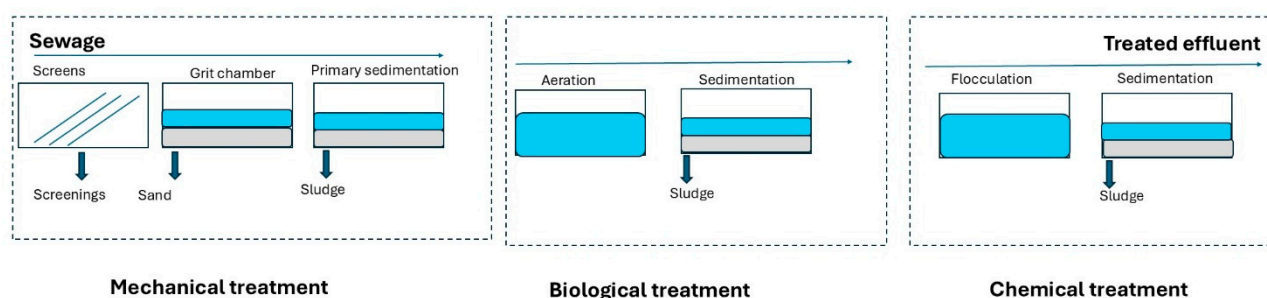 Sewage
Screens
Grit chamber
Primary sedimentation
Screenings
Sand
Sludge
Mechanical treatment
Aeration
Sedimentation
Sludge
Biological treatment
Treated effluent
Flocculation
Sedimentation
Sludge
Chemical treatment